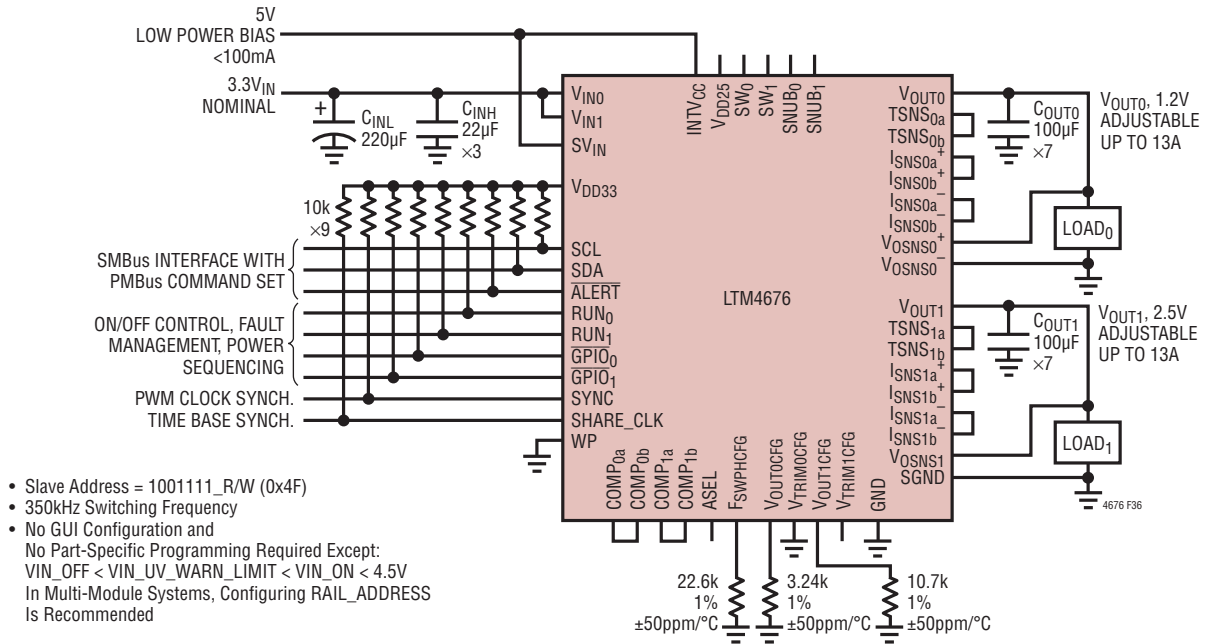 5V
LOW POWER BIAS
<100mA
3.3VIN
NOMINAL
+
CINL
220µF
CINH
22µF
×3
10k
×9
SMBus INTERFACE WITH
PMBus COMMAND SET
ON/OFF CONTROL, FAULT
MANAGEMENT, POWER
SEQUENCING
PWM CLOCK SYNCH.
TIME BASE SYNCH.
VIN0
VIN1
SVIN
VDD33
SCL
SDA
ALERT
RUN0
RUN1
GPIO0
GPIO1
SYNC
SHARE_CLK
WP
INTVCC
VDD25
SW0
SW1
SNUB0
SNUB1
LTM4676
COMP0a
COMP0b
COMP1a
COMP1b
ASEL
FSWPHCFG
VOUT0CFG
VTRIM0CFG
VOUT1CFG
VTRIM1CFG
GND
VOUT0
TSNS0a
TSNS0b
ISNS0a+
ISNS0b+
ISNS0a–
ISNS0b–
VOSNS0+
VOSNS0–
VOUT1
TSNS1a
TSNS1b
ISNS1a+
ISNS1b+
ISNS1a–
ISNS1b–
VOSNS1
SGND
COUT0
100µF
×7
VOUT0, 1.2V
ADJUSTABLE
UP TO 13A
LOAD0
COUT1
100µF
×7
VOUT1, 2.5V
ADJUSTABLE
UP TO 13A
LOAD1
4676 F36
22.6k
1%
±50ppm/°C
3.24k
1%
±50ppm/°C
10.7k
1%
±50ppm/°C
• Slave Address = 1001111_R/W (0x4F)
• 350kHz Switching Frequency
• No GUI Configuration and
No Part-Specific Programming Required Except:
VIN_OFF < VIN_UV_WARN_LIMIT < VIN_ON < 4.5V
In Multi-Module Systems, Configuring RAIL_ADDRESS
Is Recommended